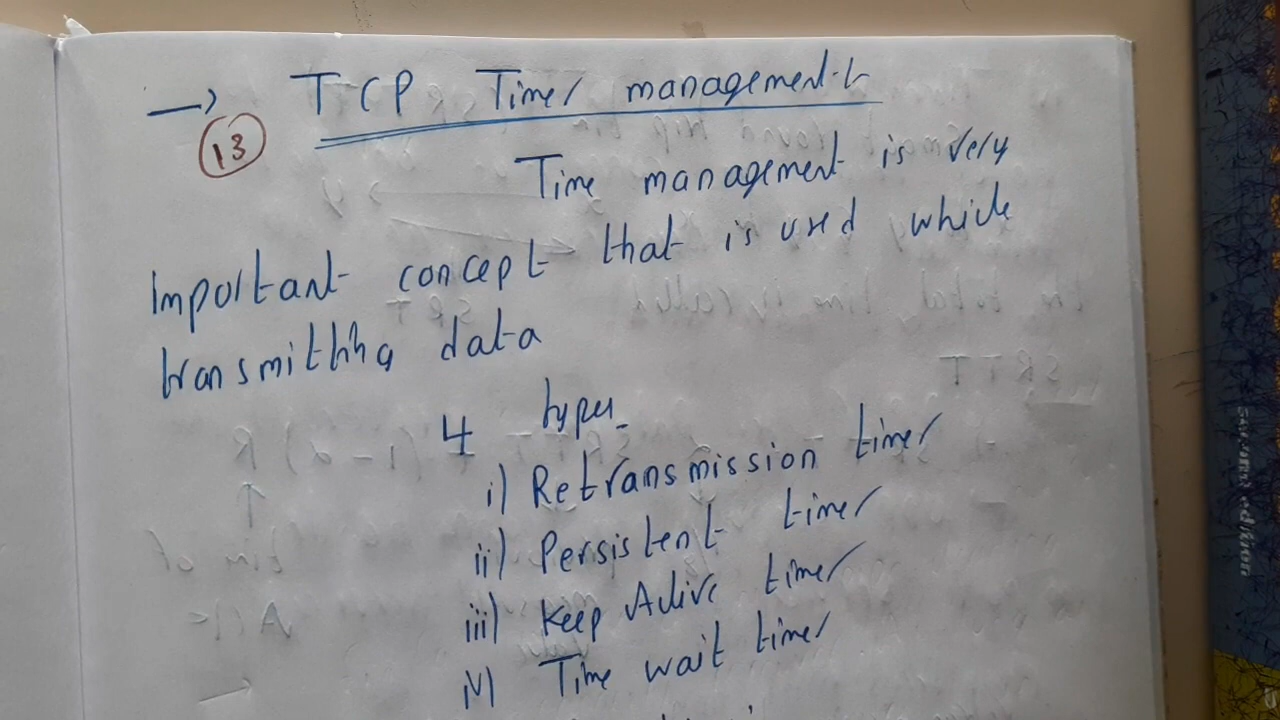 → TCP Timer management
13
Time management is very
Important concept that is used which
transmitting data
4 types
i) Retransmission timer
ii) Persistent timer
iii) Keep Alive timer
iv) Time wait timer